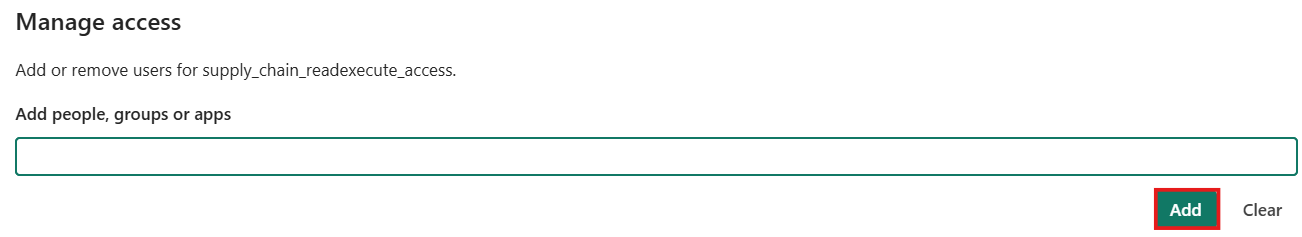 Manage access
Add or remove users for supply_chain_readexecute_access.
Add people, groups or apps
Add Clear